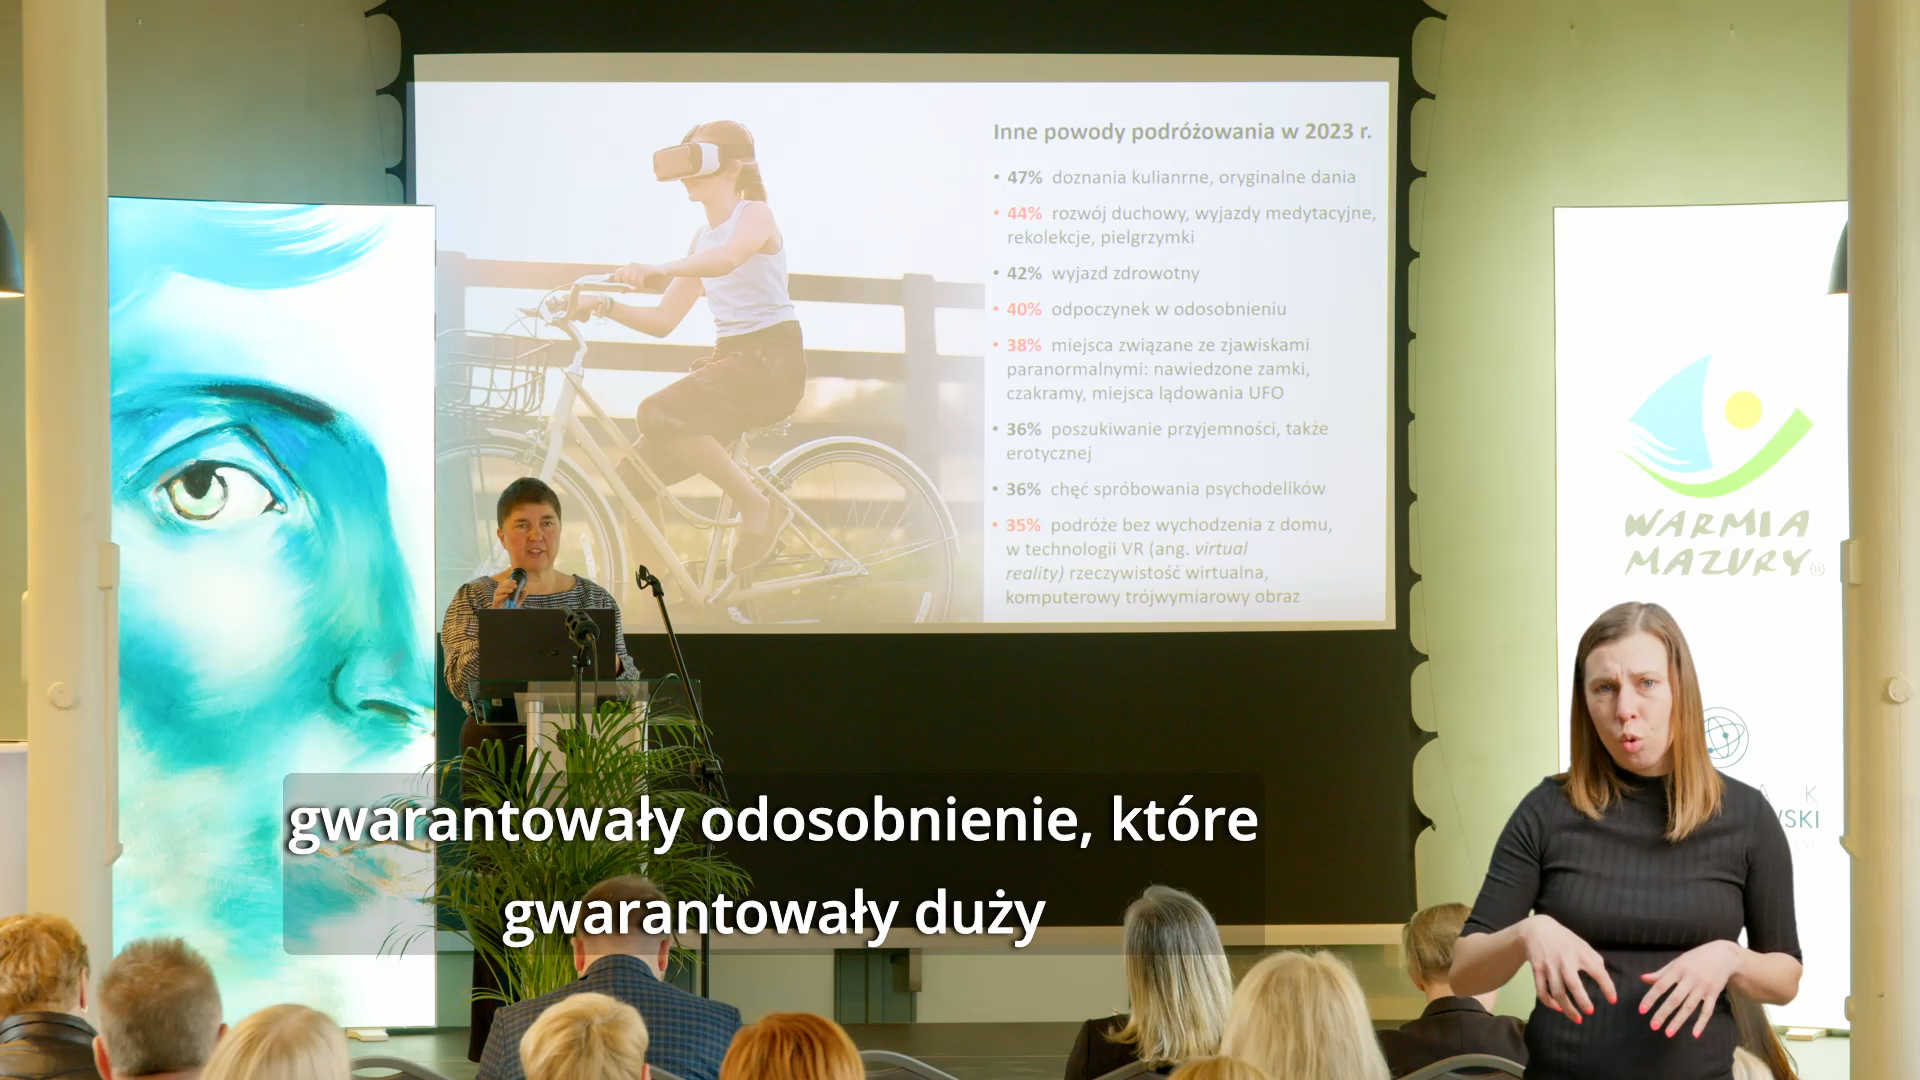 Inne powody podróżowania w 2023 r.
• 47% doznania kulianrne, oryginalne dania
• 44% rozwój duchowy, wyjazdy medytacyjne,
rekolekcje, pielgrzymki
• 42% wyjazd zdrowotny
• 40% odpoczynek w odosobnieniu
• 38% miejsca związane ze zjawiskami
paranormalnymi: nawiedzone zamki,
czakramy, miejsca lądowania UFO
• 36% poszukiwanie przyjemności, także
erotycznej
• 36% chęć spróbowania psychodelików
• 35% podróże bez wychodzenia z domu,
w technologii VR (ang. virtual
reality) rzeczywistość wirtualna,
komputerowy trójwymiarowy obraz
WARMIA
MAZURY®
gwarantowały odosobnienie, które
gwarantowały duży